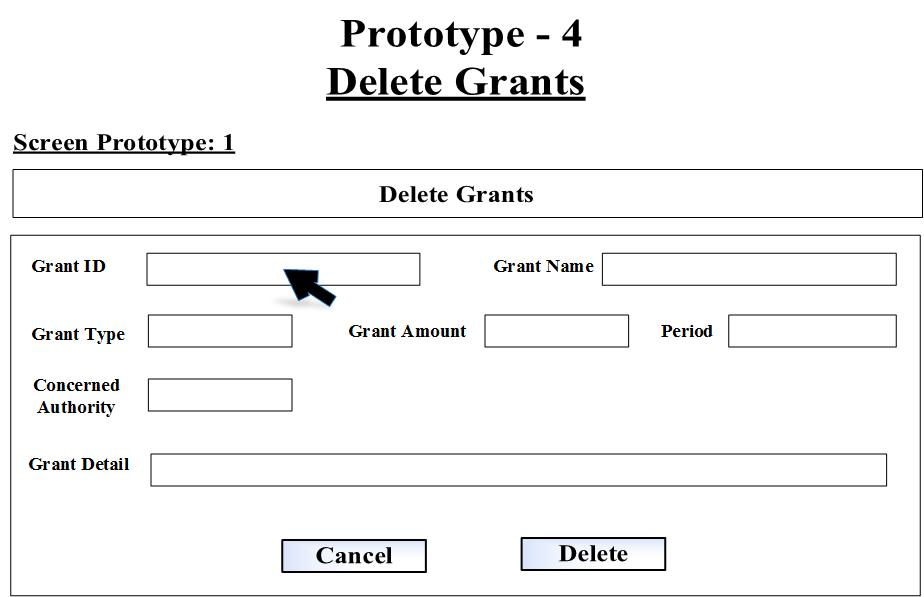 Prototype - 4
Delete Grants
Screen Prototype: 1
Delete Grants
Grant ID
Grant Name
Grant Type
Grant Amount
Period
Concerned
Authority
Grant Detail
Cancel
Delete